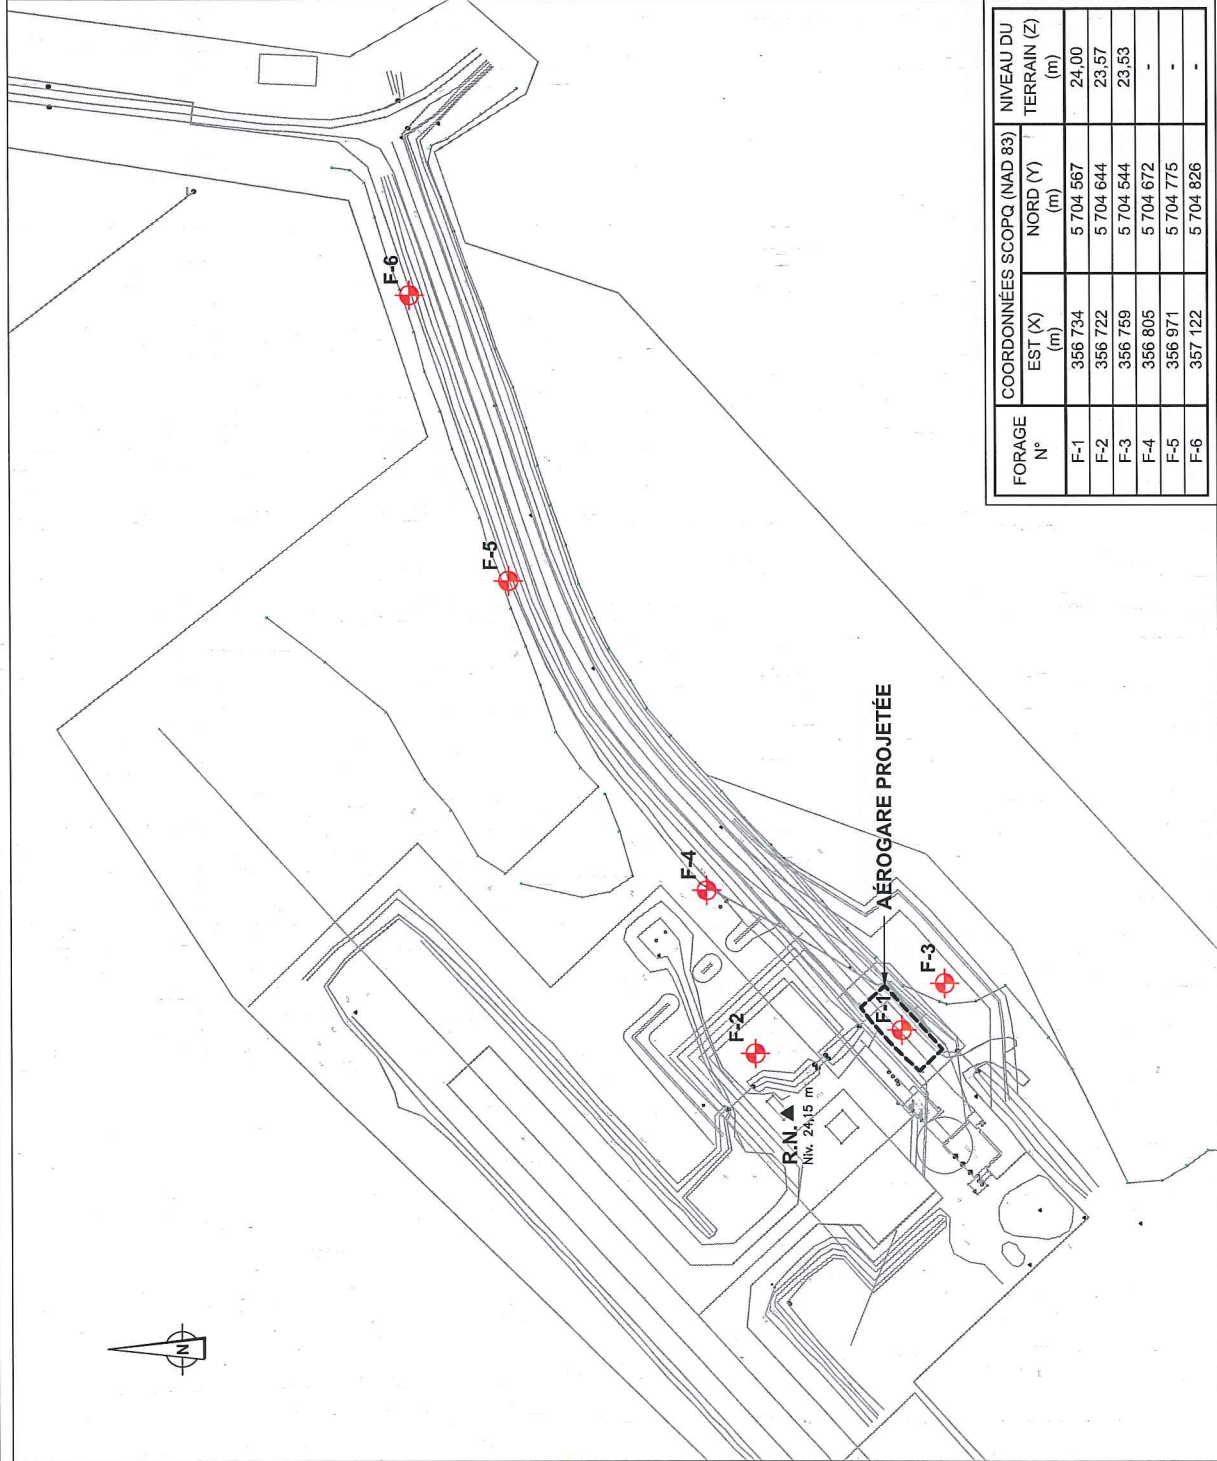 N
F-6
F-5
F-4
AÉROGARE PROJETÉE
F-3
F-1
F-2
R.N.
Niv. 24,15 m
FORAGE N° COORDONNÉES SCOPQ (NAD 83) NIVEAU DU TERRAIN (Z) (m)
EST (X) (m) NORD (Y) (m)
F-1 356 734 5 704 567 24,00
F-2 356 722 5 704 644 23,57
F-3 356 759 5 704 544 23,53
F-4 356 805 5 704 672 -
F-5 356 971 5 704 775 -
F-6 357 122 5 704 826 -